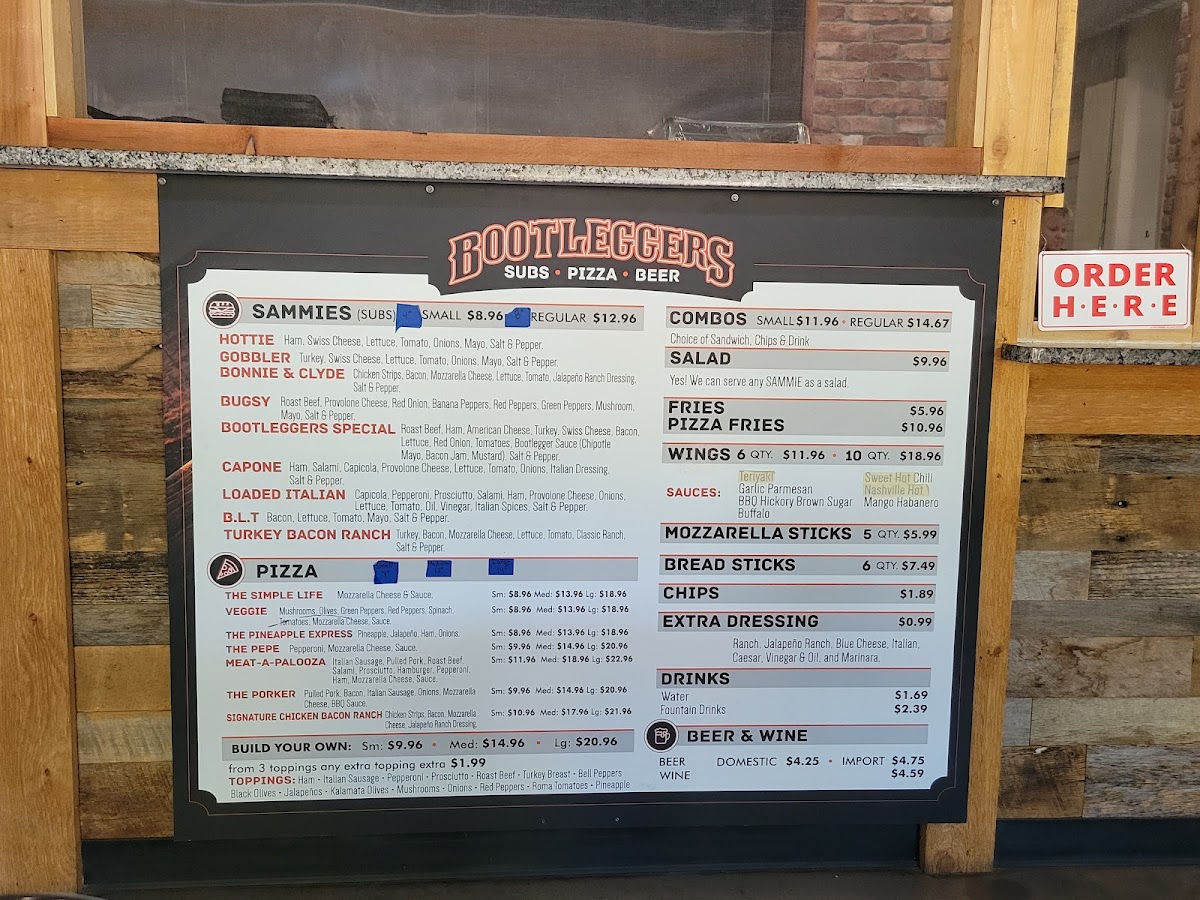 BOOTLEGGERS
SUBS • PIZZA • BEER
ORDER
H•E•R•E
SAMMIES (SUBS) SMALL $8.96 REGULAR $12.96
HOTTIE Ham, Swiss Cheese, Lettuce, Tomato, Onions, Mayo, Salt & Pepper.
GOBBLER Turkey, Swiss Cheese, Lettuce, Tomato, Onions, Mayo, Salt & Pepper.
BONNIE & CLYDE Chicken Strips, Bacon, Mozzarella Cheese, Lettuce, Tomato, Jalapeño Ranch Dressing,
Salt & Pepper.
BUGSY Roast Beef, Provolone Cheese, Red Onion, Banana Peppers, Red Peppers, Green Peppers, Mushroom,
Mayo, Salt & Pepper.
BOOTLEGGERS SPECIAL Roast Beef, Ham, American Cheese, Turkey, Swiss Cheese, Bacon,
Lettuce, Red Onion, Tomatoes, Bootlegger Sauce (Chipotle
Mayo, Bacon Jam, Mustard), Salt & Pepper.
CAPONE Ham, Salami, Capicola, Provolone Cheese, Lettuce, Tomato, Onions, Italian Dressing,
Salt & Pepper.
LOADED ITALIAN Capicola, Pepperoni, Prosciutto, Salami, Ham, Provolone Cheese, Onions,
Lettuce, Tomato, Oil, Vinegar, Italian Spices, Salt & Pepper.
B.L.T Bacon, Lettuce, Tomato, Mayo, Salt & Pepper.
TURKEY BACON RANCH Turkey, Bacon, Mozzarella Cheese, Lettuce, Tomato, Classic Ranch,
Salt & Pepper.
PIZZA
THE SIMPLE LIFE Mozzarella Cheese & Sauce. Sm: $8.96 Med: $13.96 Lg: $18.96
VEGGIE Mushrooms, Olives, Green Peppers, Red Peppers, Spinach, Sm: $8.96 Med: $13.96 Lg: $18.96
Tomatoes, Mozzarella Cheese, Sauce.
THE PINEAPPLE EXPRESS Pineapple, Jalapeño, Ham, Onions. Sm: $8.96 Med: $13.96 Lg: $18.96
THE PEPE Pepperoni, Mozzarella Cheese, Sauce. Sm: $9.96 Med: $14.96 Lg: $20.96
MEAT-A-PALOOZA Italian Sausage, Pulled Pork, Roast Beef, Sm: $11.96 Med: $18.96 Lg: $22.96
Salami, Prosciutto, Hamburger, Pepperoni,
Ham, Mozzarella Cheese, Sauce.
THE PORKER Pulled Pork, Bacon, Italian Sausage, Onions, Mozzarella Sm: $9.96 Med: $14.96 Lg: $20.96
Cheese, BBQ Sauce.
SIGNATURE CHICKEN BACON RANCH Chicken Strips, Bacon, Mozzarella Sm: $10.96 Med: $17.96 Lg: $21.96
Cheese, Jalapeño Ranch Dressing.
BUILD YOUR OWN: Sm: $9.96 • Med: $14.96 • Lg: $20.96
from 3 toppings any extra topping extra $1.99
TOPPINGS: Ham • Italian Sausage • Pepperoni • Prosciutto • Roast Beef • Turkey Breast • Bell Peppers
Black Olives • Jalapeños • Kalamata Olives • Mushrooms • Onions • Red Peppers • Roma Tomatoes • Pineapple
COMBOS SMALL $11.96 • REGULAR $14.67
Choice of Sandwich, Chips & Drink
SALAD $9.96
Yes! We can serve any SAMMIE as a salad.
FRIES $5.96
PIZZA FRIES $10.96
WINGS 6 QTY. $11.96 • 10 QTY. $18.96
SAUCES: Teriyaki Sweet Hot Chili
Garlic Parmesan Nashville Hot
BBQ Hickory Brown Sugar Mango Habanero
Buffalo
MOZZARELLA STICKS 5 QTY. $5.99
BREAD STICKS 6 QTY. $7.49
CHIPS $1.89
EXTRA DRESSING $0.99
Ranch, Jalapeño Ranch, Blue Cheese, Italian,
Caesar, Vinegar & Oil, and Marinara.
DRINKS
Water $1.69
Fountain Drinks $2.39
BEER & WINE
BEER DOMESTIC $4.25 • IMPORT $4.75
WINE $4.59